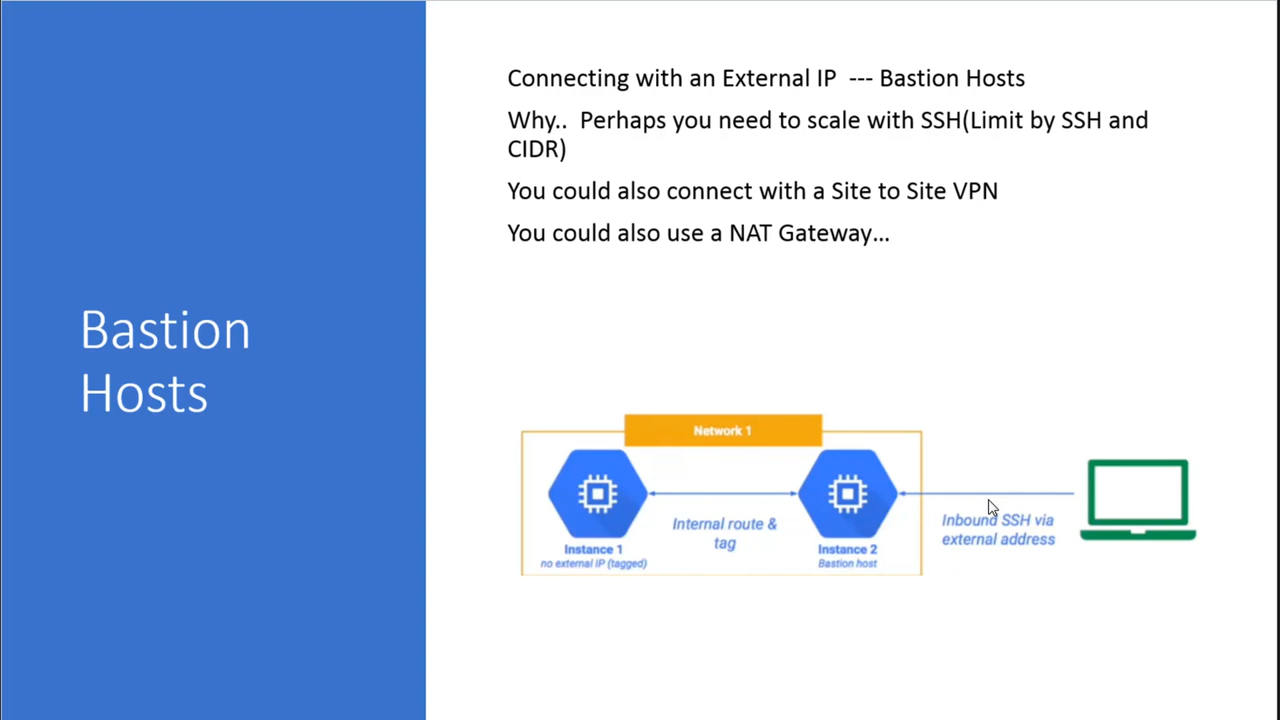 Connecting with an External IP --- Bastion Hosts
Why.. Perhaps you need to scale with SSH(Limit by SSH and
CIDR)
You could also connect with a Site to Site VPN
You could also use a NAT Gateway…
Bastion
Hosts
Network 1
Internal route &
tag
Inbound SSH via
external address
Instance 1
no external IP (tagged)
Instance 2
Bastion host